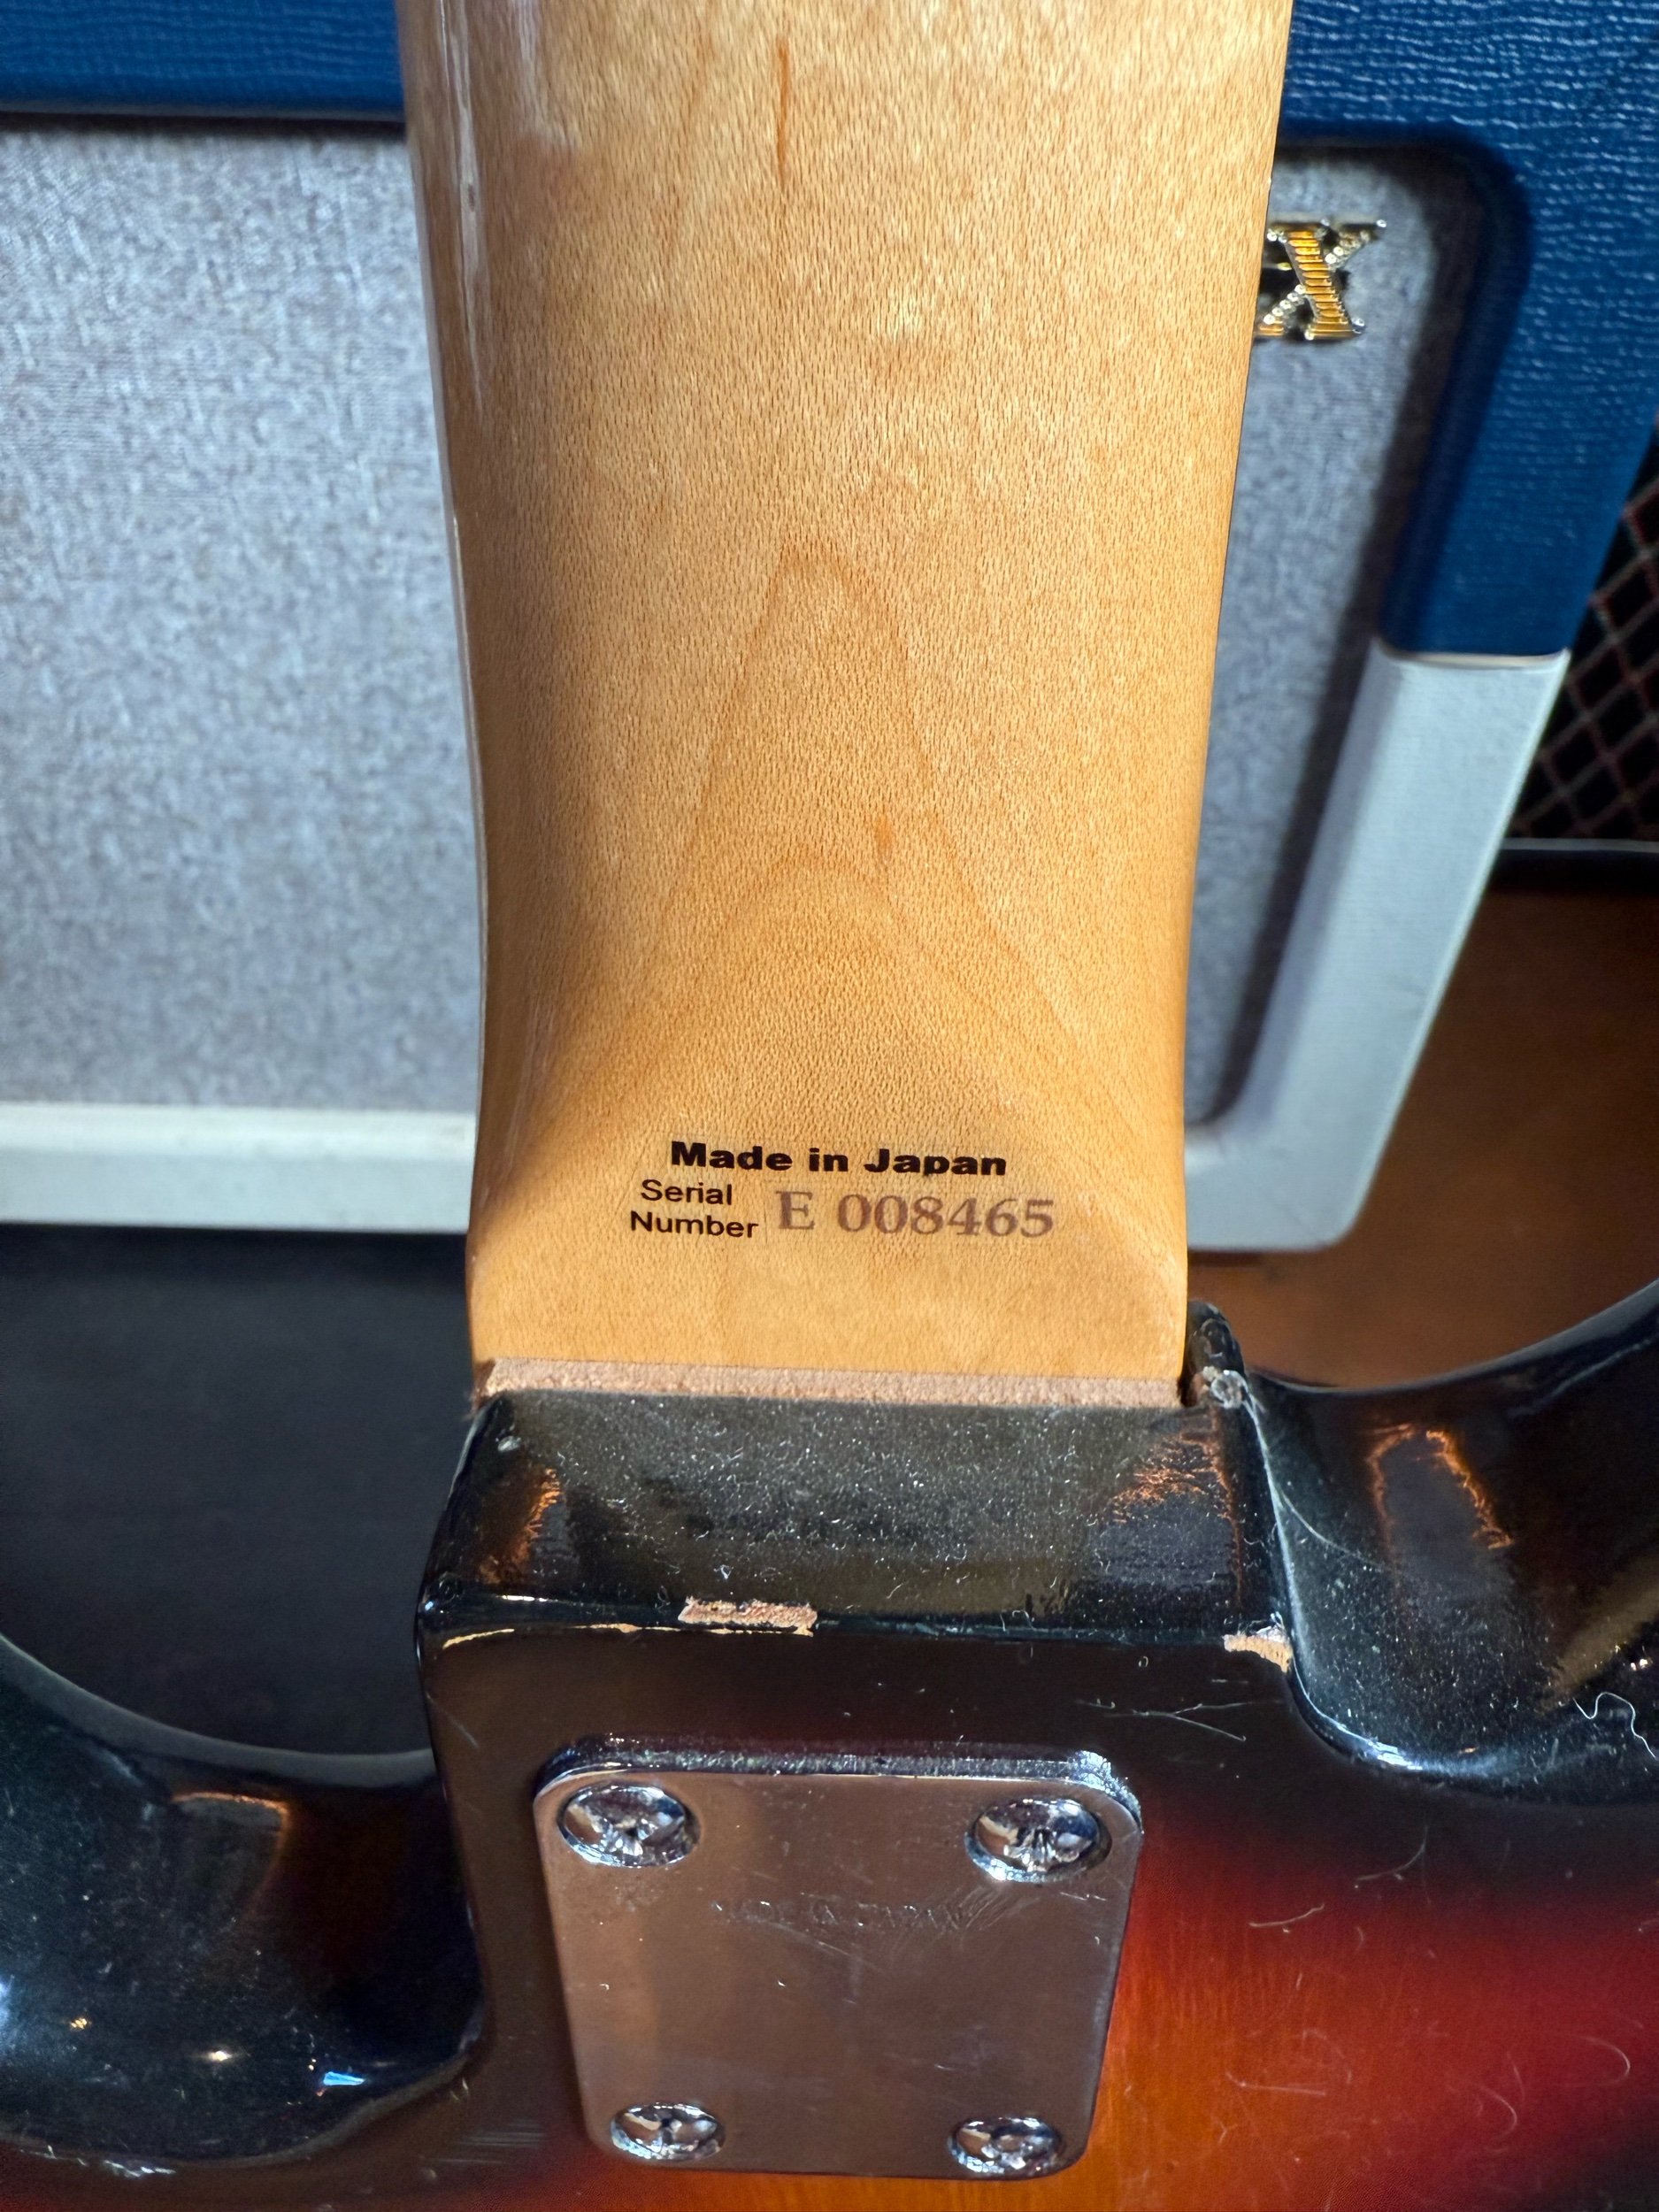 X
Made in Japan
Serial
Number E 008465